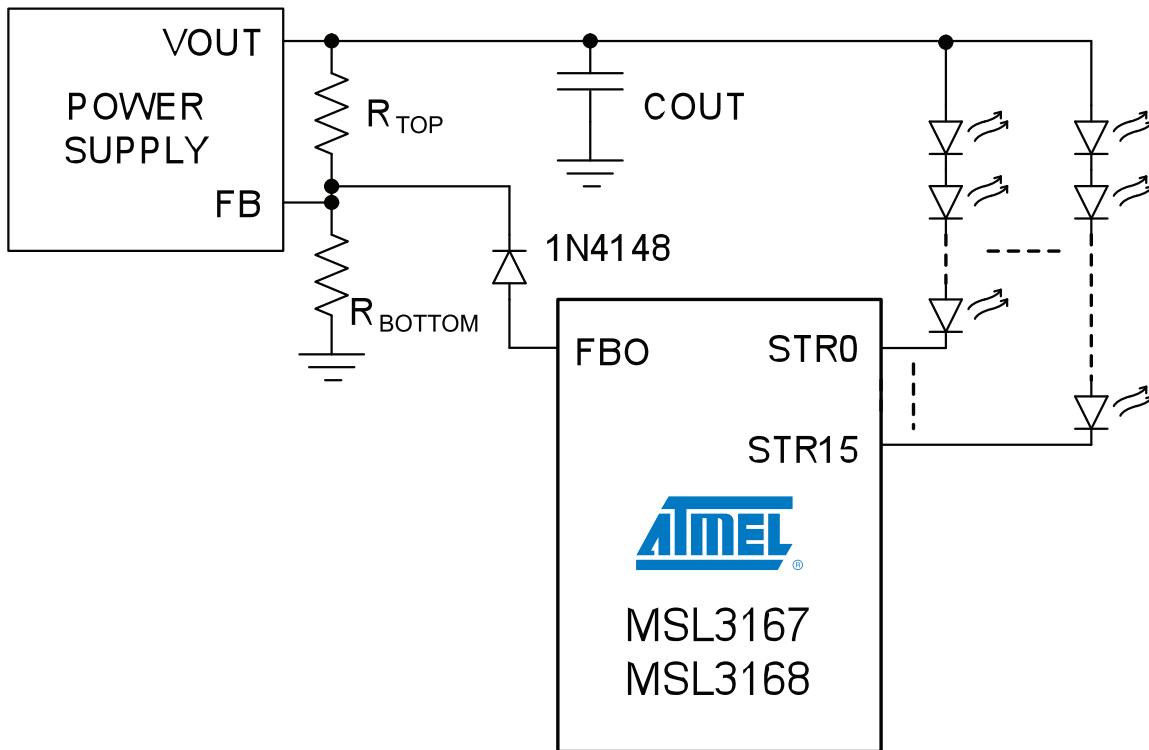 VOUT
POWER
SUPPLY
FB
RTOP
COUT
1N4148
RBOTTOM
FBO
STR0
STR15
ATMEL
®
MSL3167
MSL3168